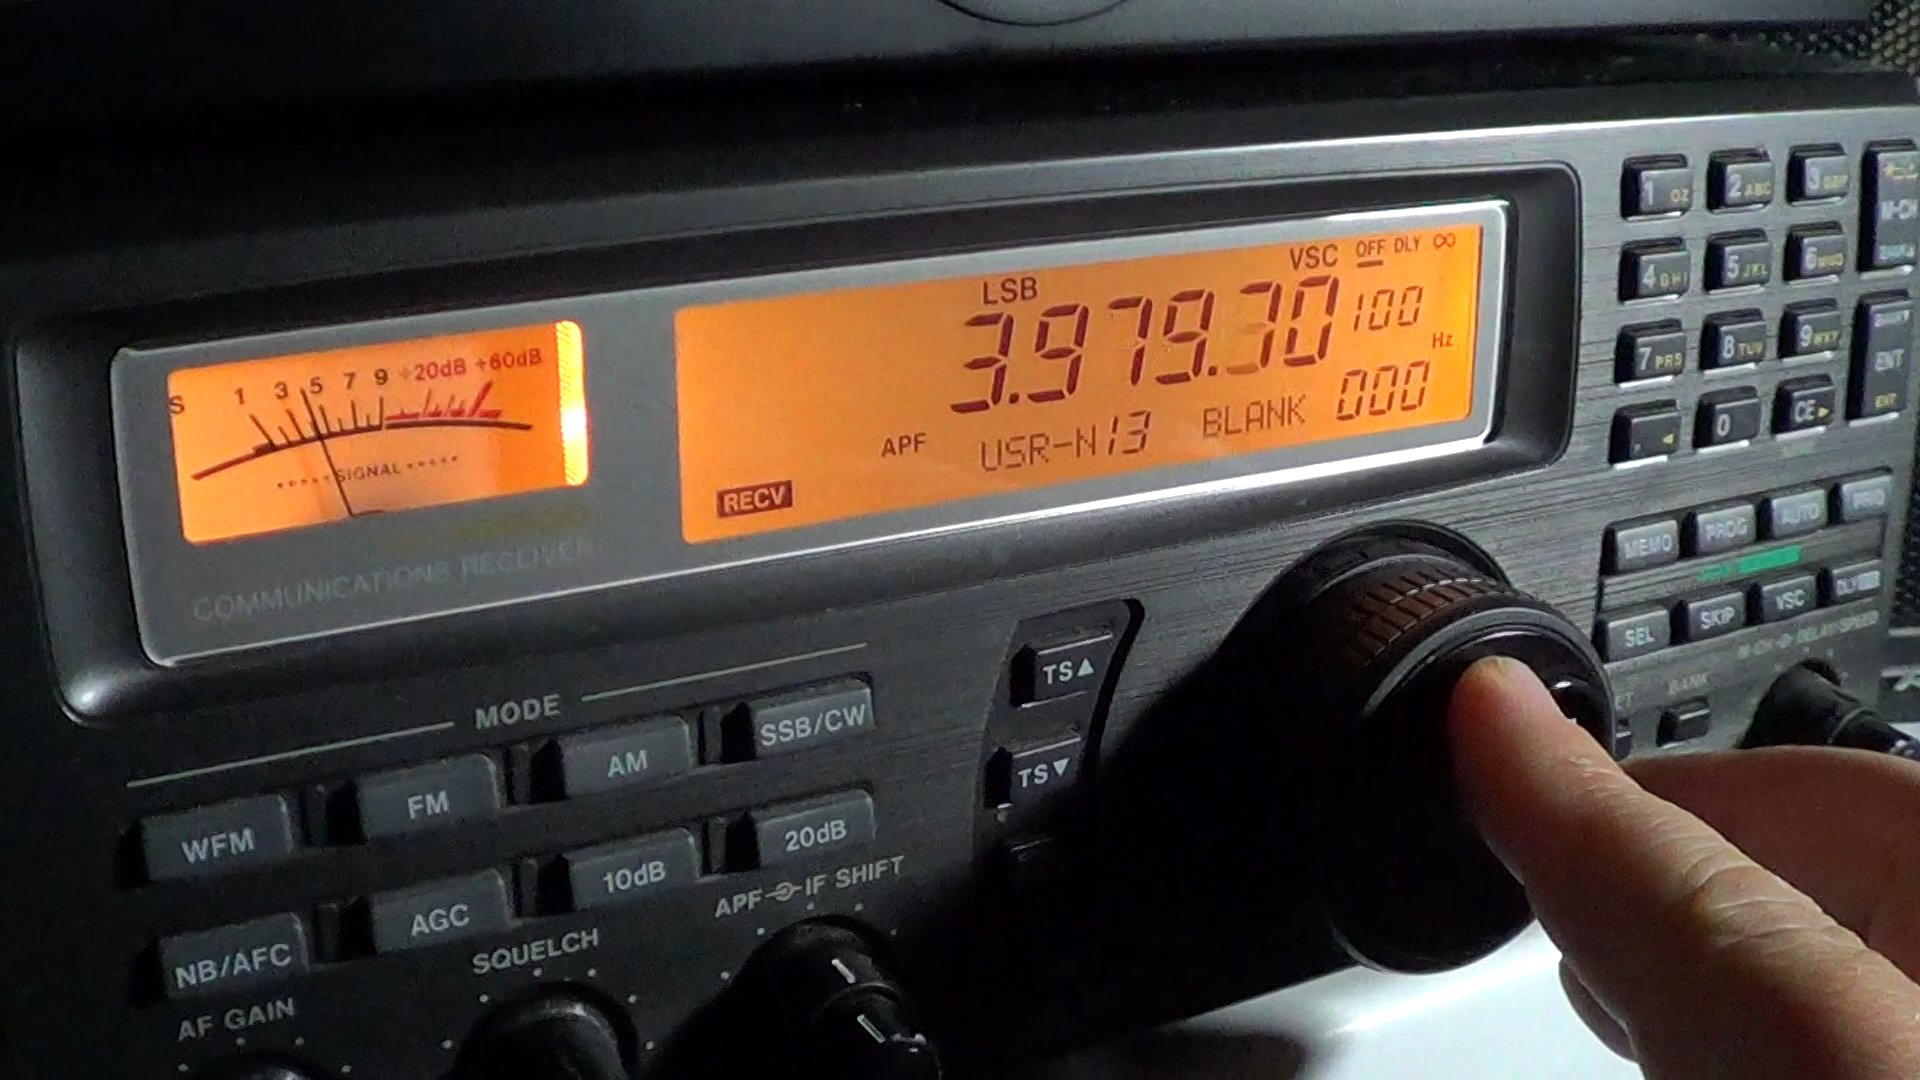 VSC OFF DLY ∞
LSB
3.979.30 100
Hz
APF USR-N13 BLANK 000
RECV
S 1 3 5 7 9 +20dB +60dB
SIGNAL
COMMUNICATIONS RECEIVER
MODE
WFM FM AM SSB/CW
NB/AFC AGC 10dB 20dB
AF GAIN SQUELCH APF IF SHIFT
TS▲
TS▼
1 2 ABC 3
4 GHI 5 JKL 6
7 PRS 8 TUV 9 WXY
. 0 CE
M-CH
ENT
ENT
MEMO PROG AUTO
SEL SKIP VSC
BANK